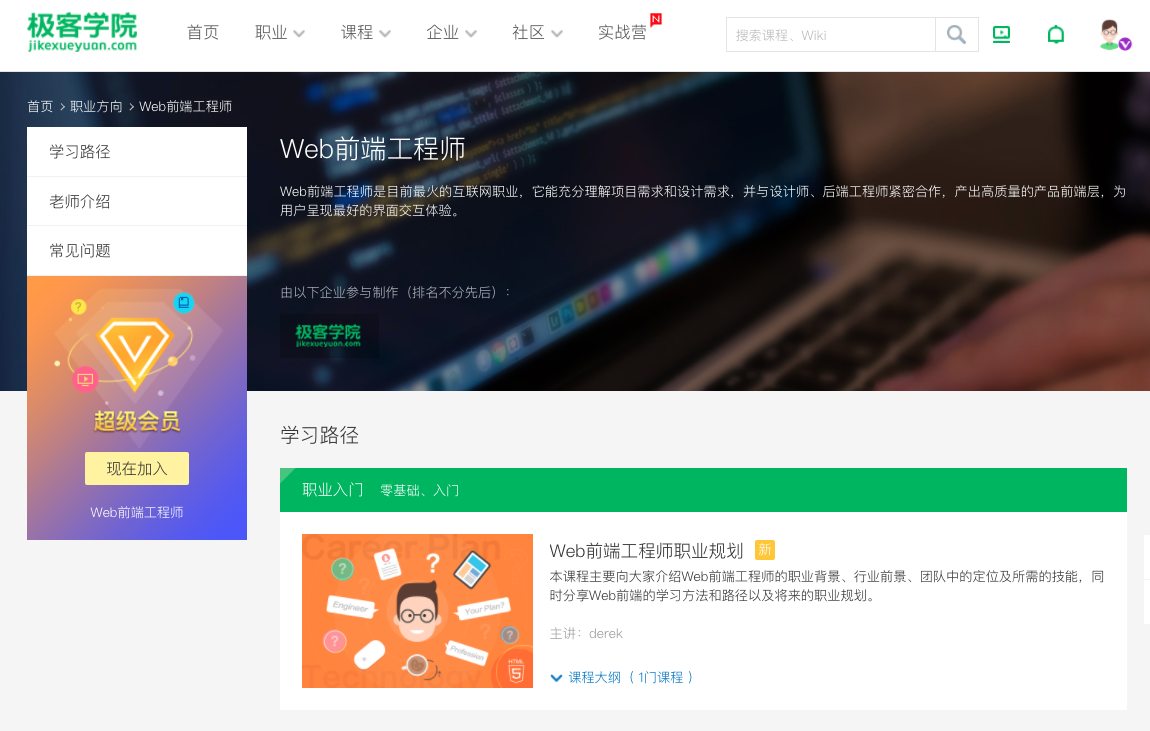 极客学院
jikexueyuan.com
首页 职业 课程 企业 社区 实战营 N
搜索课程、Wiki
首页 > 职业方向 > Web前端工程师
学习路径
老师介绍
常见问题
超级会员
现在加入
Web前端工程师
Web前端工程师
Web前端工程师是目前最火的互联网职业，它能充分理解项目需求和设计需求，并与设计师、后端工程师紧密合作，产出高质量的产品前端层，为
用户呈现最好的界面交互体验。
由以下企业参与制作（排名不分先后）：
极客学院
jikexueyuan.com
学习路径
职业入门 零基础、入门
Career Plan
Engineer
Your Plan?
Profession
HTML
5
Technology
Web前端工程师职业规划 新
本课程主要向大家介绍Web前端工程师的职业背景、行业前景、团队中的定位及所需的技能，同
时分享Web前端的学习方法和路径以及将来的职业规划。
主讲：derek
课程大纲（1门课程）